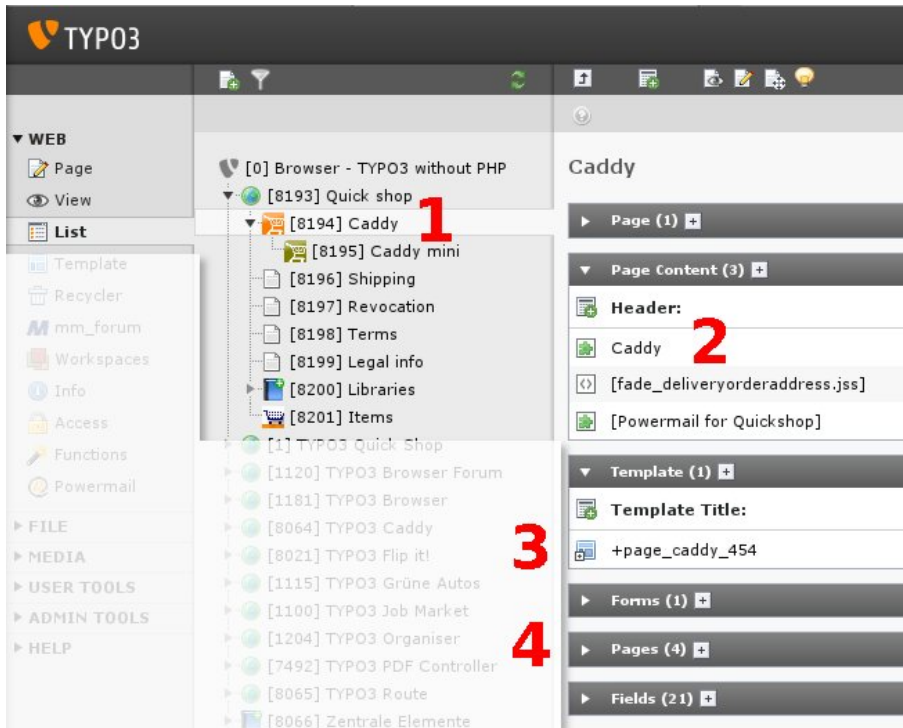 TYPO3
WEB
Page
View
List
Template
Recycler
mm_forum
Workspaces
Info
Access
Functions
Powermail
FILE
MEDIA
USER TOOLS
ADMIN TOOLS
HELP
[0] Browser - TYPO3 without PHP
[8193] Quick shop
[8194] Caddy
1
[8195] Caddy mini
[8196] Shipping
[8197] Revocation
[8198] Terms
[8199] Legal info
[8200] Libraries
[8201] Items
[1] TYPO3 Quick Shop
[1120] TYPO3 Browser Forum
[1181] TYPO3 Browser
[8064] TYPO3 Caddy
[8021] TYPO3 Flip it!
[1115] TYPO3 Grüne Autos
[1100] TYPO3 Job Market
[1204] TYPO3 Organiser
[7492] TYPO3 PDF Controller
[8065] TYPO3 Route
[8066] Zentrale Elemente
Caddy
Page (1)
Page Content (3)
Header:
Caddy
2
[fade_deliveryorderaddress.jss]
[Powermail for Quickshop]
Template (1)
Template Title:
3
+page_caddy_454
Forms (1)
4
Pages (4)
Fields (21)